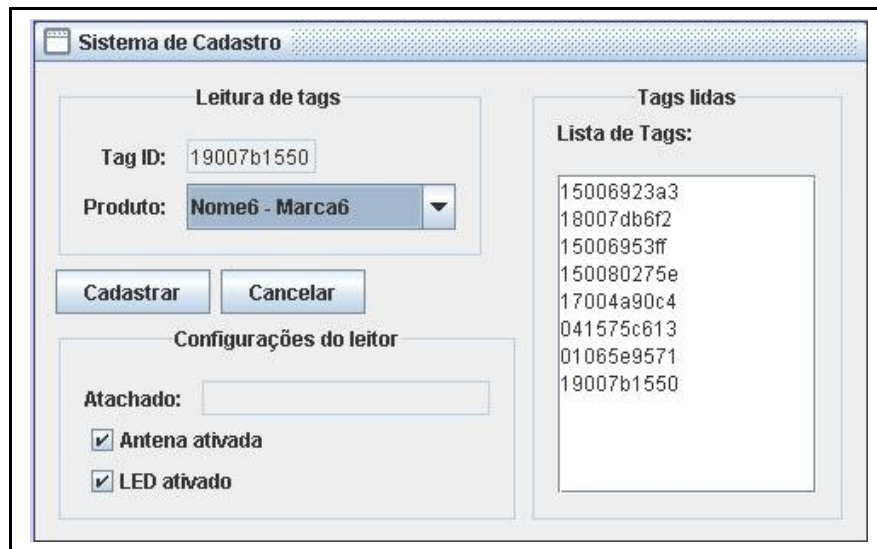 Sistema de Cadastro
Leitura de tags
Tag ID: 19007b1550
Produto: Nome6 - Marca6
Cadastrar Cancelar
Configurações do leitor
Atachado:
Antena ativada
LED ativado
Tags lidas
Lista de Tags:
15006923a3
18007db6f2
15006953ff
150080275e
17004a90c4
041575c613
01065e9571
19007b1550